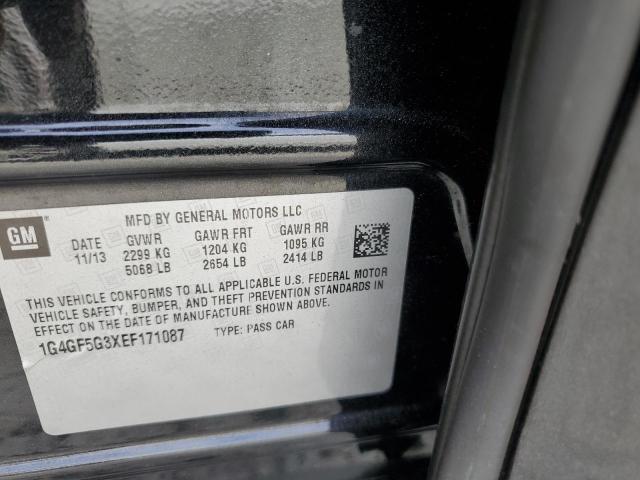 GM
MFD BY GENERAL MOTORS LLC
DATE GVWR GAWR FRT GAWR RR
11/13 2299 KG 1204 KG 1095 KG
5068 LB 2654 LB 2414 LB
THIS VEHICLE CONFORMS TO ALL APPLICABLE U.S. FEDERAL MOTOR
VEHICLE SAFETY, BUMPER, AND THEFT PREVENTION STANDARDS IN
EFFECT ON THE DATE OF MANUFACTURE SHOWN ABOVE.
1G4GF5G3XEF171087 TYPE: PASS CAR